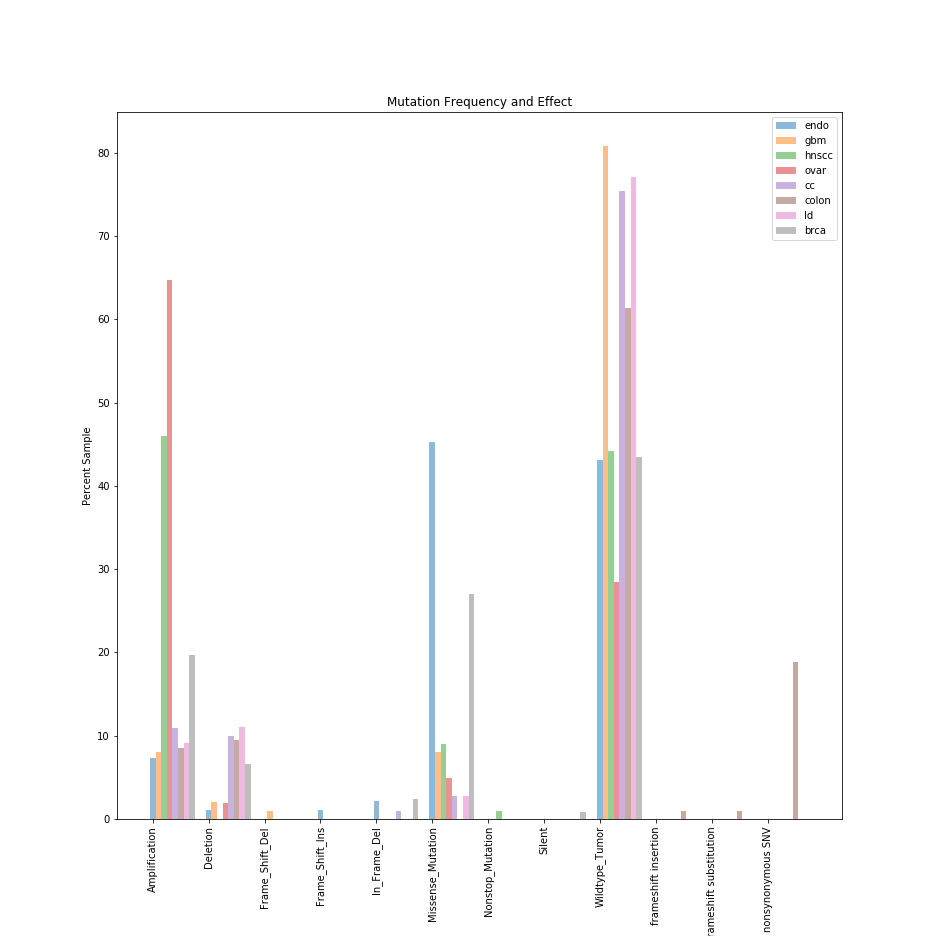 Mutation Frequency and Effect
endo
gbm
hnscc
ovar
cc
colon
ld
brca
Percent Sample
80
70
60
50
40
30
20
10
0
Amplification
Deletion
Frame_Shift_Del
Frame_Shift_Ins
In_Frame_Del
Missense_Mutation
Nonstop_Mutation
Silent
Wildtype_Tumor
frameshift insertion
rameshift substitution
nonsynonymous SNV